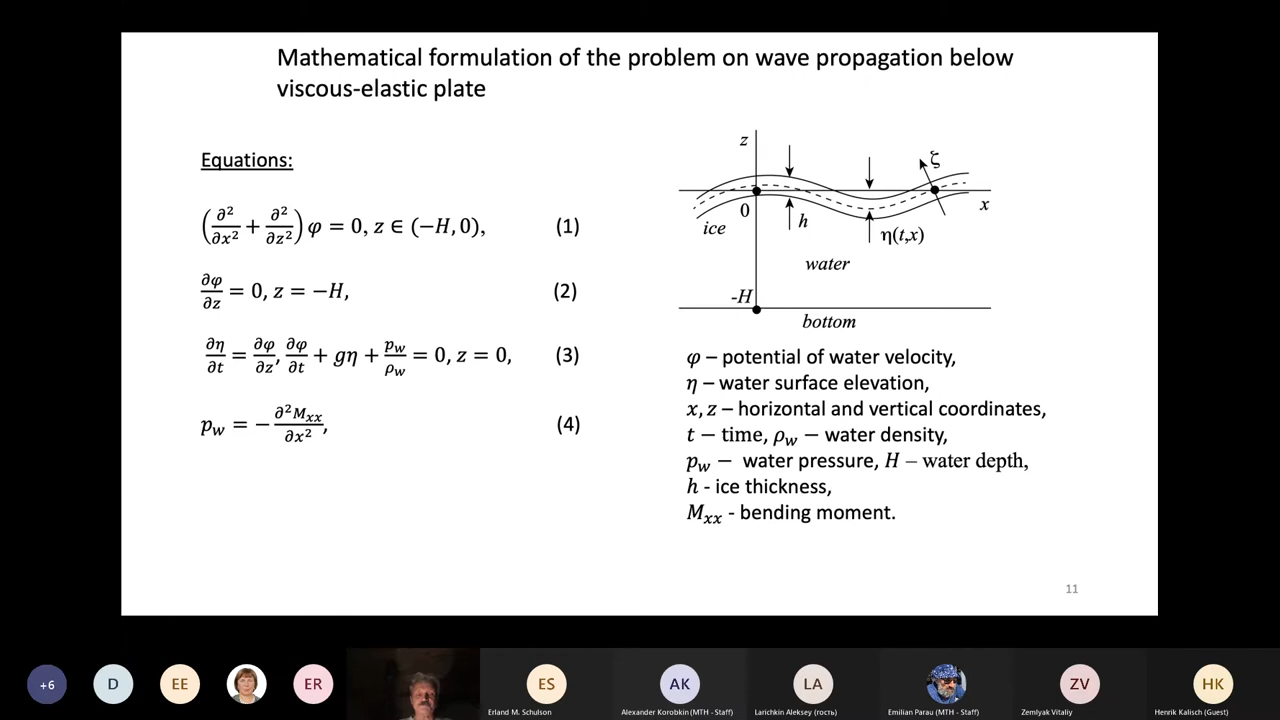 Mathematical formulation of the problem on wave propagation below
viscous-elastic plate
Equations:
(∂²/∂x² + ∂²/∂z²) φ = 0, z ∈ (−H, 0), (1)
∂φ/∂z = 0, z = −H, (2)
∂η/∂t = ∂φ/∂z, ∂φ/∂t + gη + p_w/ρ_w = 0, z = 0, (3)
p_w = − ∂²M_xx/∂x², (4)
z
ζ
0
x
ice
h
η(t,x)
water
-H
bottom
φ – potential of water velocity,
η – water surface elevation,
x, z – horizontal and vertical coordinates,
t – time, ρ_w – water density,
p_w – water pressure, H – water depth,
h - ice thickness,
M_xx - bending moment.
11
+6
D
EE
ER
ES
AK
LA
ZV
HK
Erland M. Schulson
Alexander Korobkin (MTH - Staff)
Larichkin Aleksey (гость)
Emilian Parau (MTH - Staff)
Zemlyak Vitaliy
Henrik Kalisch (Guest)